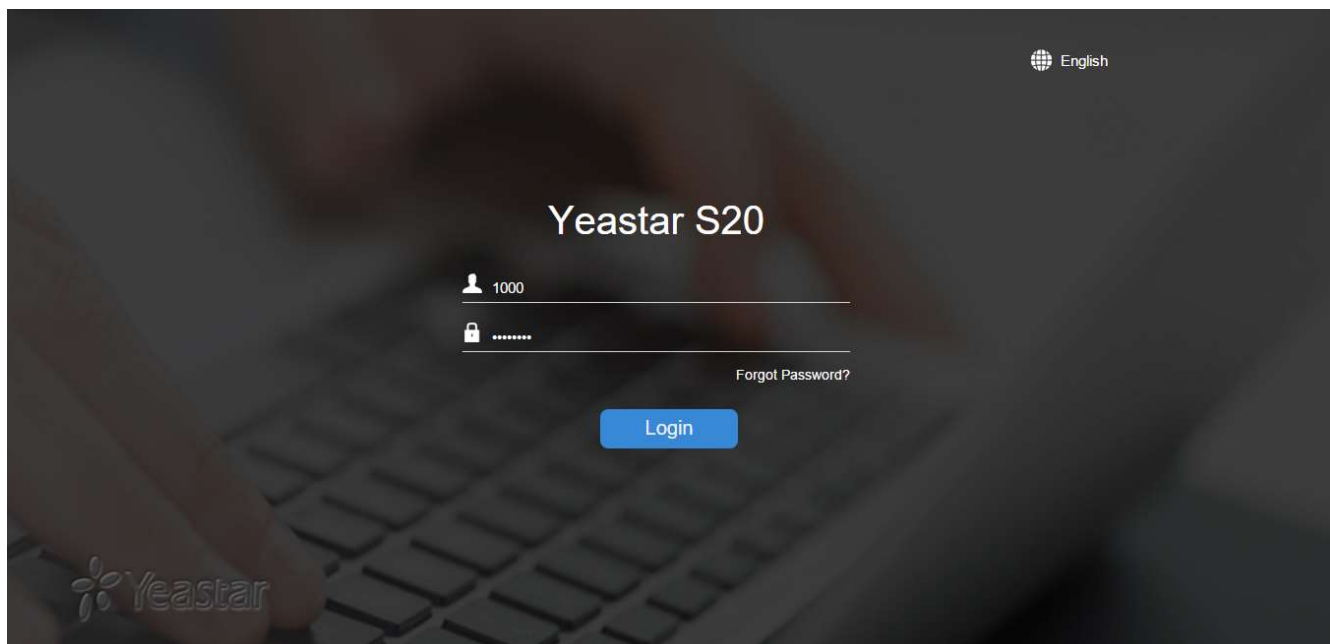 English
Yeastar S20
1000
••••••••
Forgot Password?
Login
Yeastar